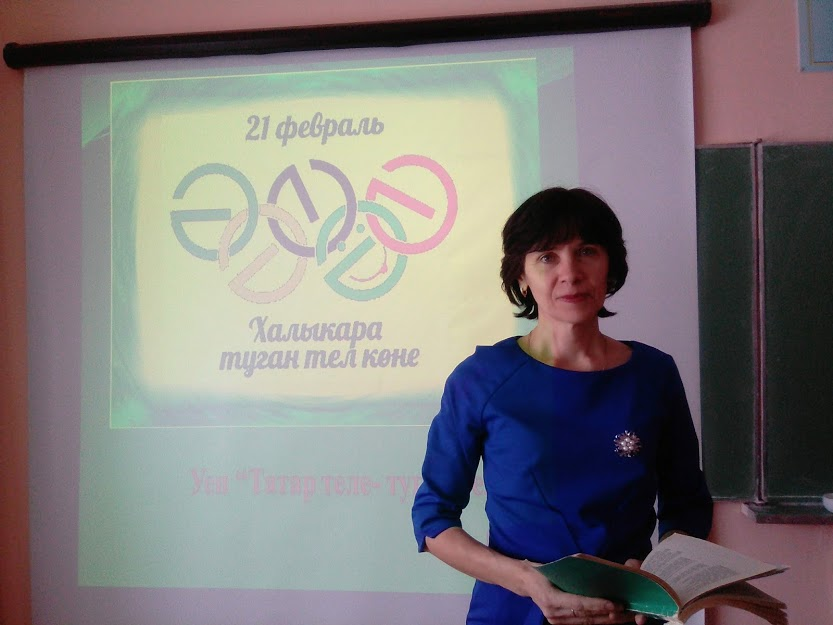 21 февраль
Халыкара
туган тел көне
Уен “Татар теле-